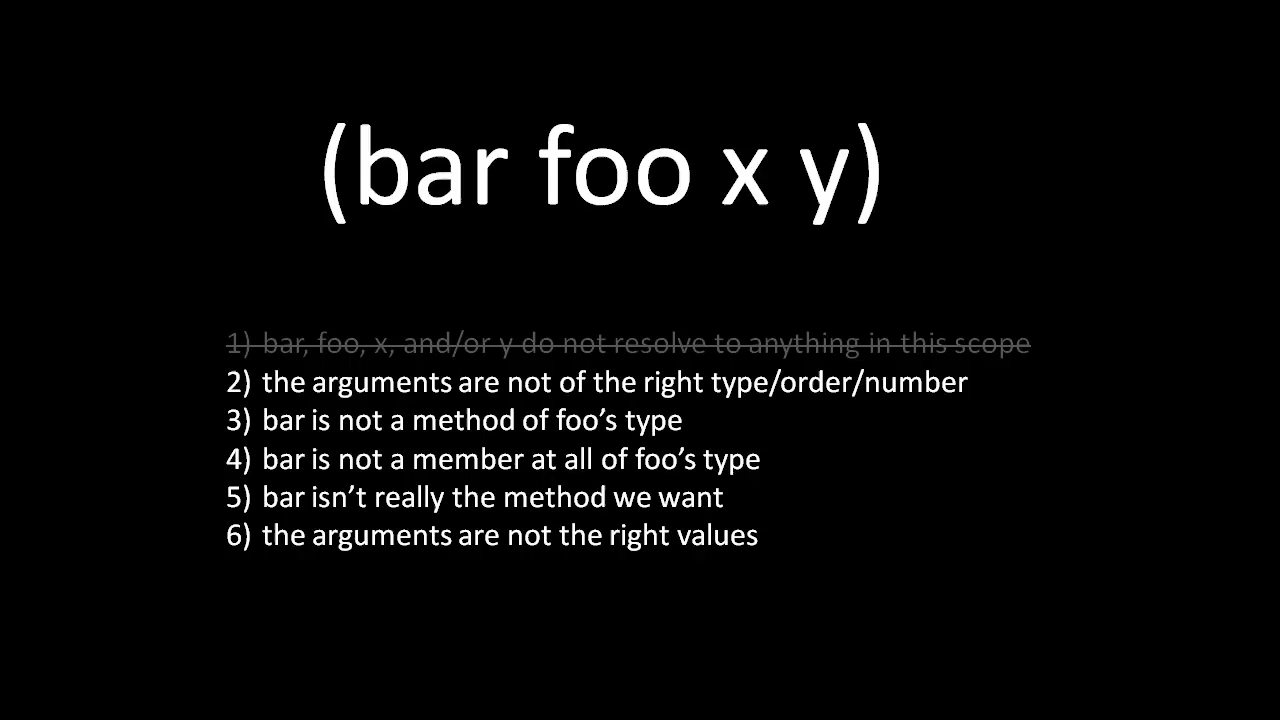 (bar foo x y)
1) bar, foo, x, and/or y do not resolve to anything in this scope
2) the arguments are not of the right type/order/number
3) bar is not a method of foo’s type
4) bar is not a member at all of foo’s type
5) bar isn’t really the method we want
6) the arguments are not the right values